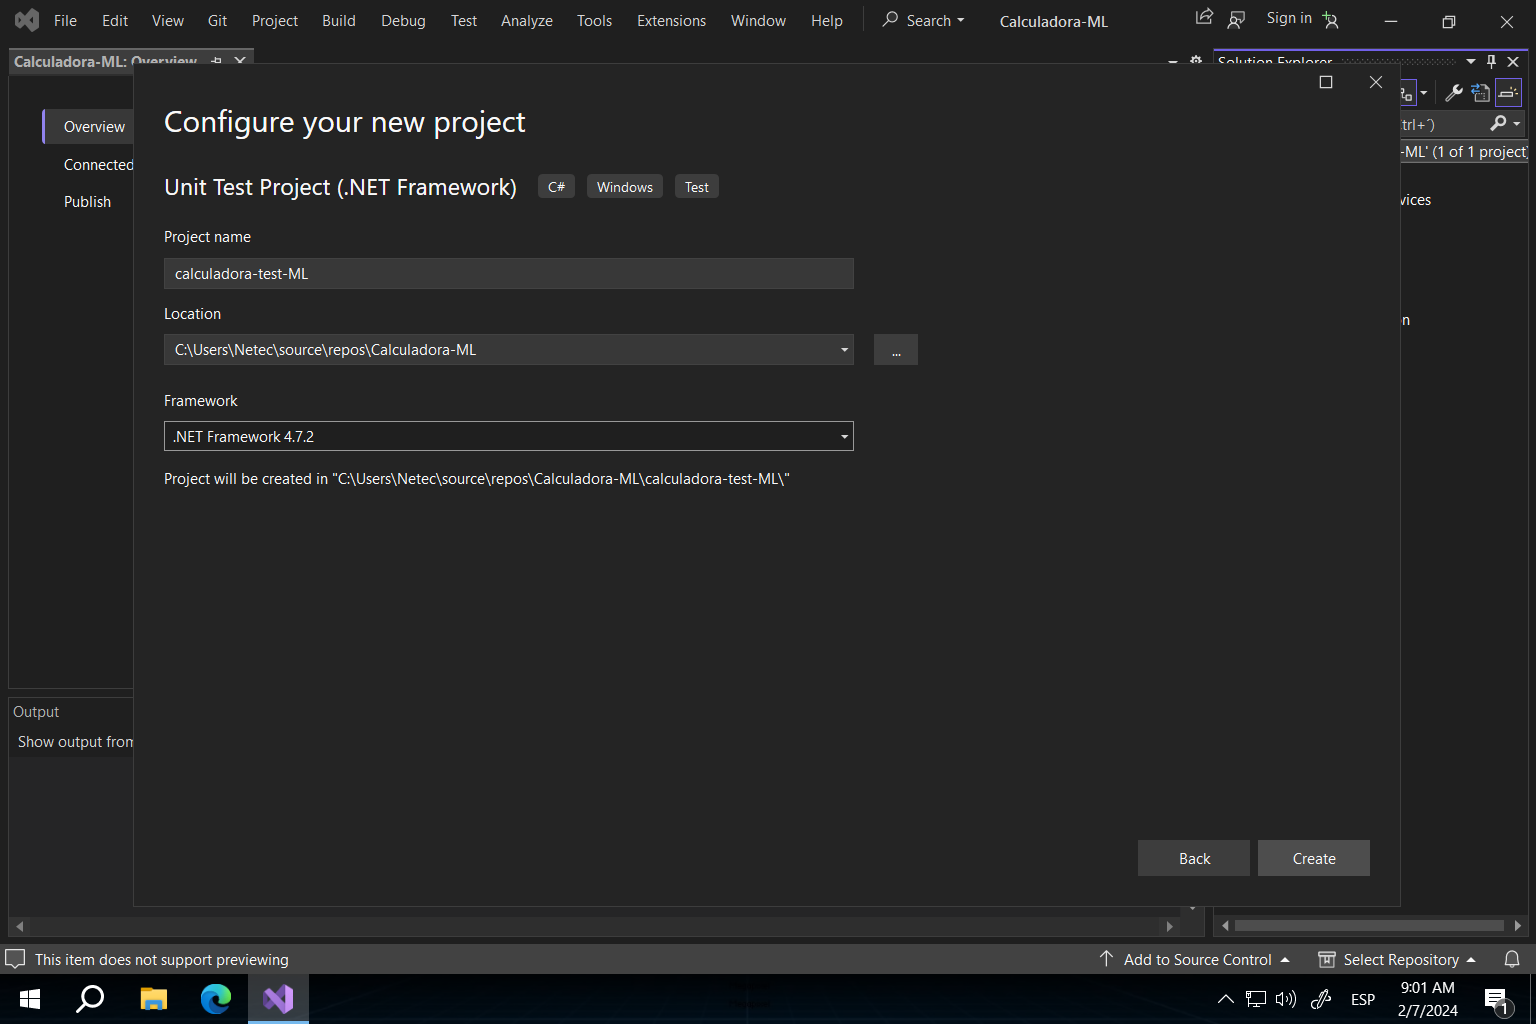 File Edit View Git Project Build Debug Test Analyze Tools Extensions Window Help Search Calculadora-ML Sign in
Calculadora-ML: Overview
Solution Explorer
Overview
Connected
Publish
Configure your new project
Unit Test Project (.NET Framework) C# Windows Test
Project name
calculadora-test-ML
Location
C:\Users\Netec\source\repos\Calculadora-ML
...
Framework
.NET Framework 4.7.2
Project will be created in "C:\Users\Netec\source\repos\Calculadora-ML\calculadora-test-ML\"
Back Create
trl+´)
-ML' (1 of 1 project
vices
n
Output
Show output from
This item does not support previewing
Add to Source Control Select Repository
ESP
9:01 AM
2/7/2024
1